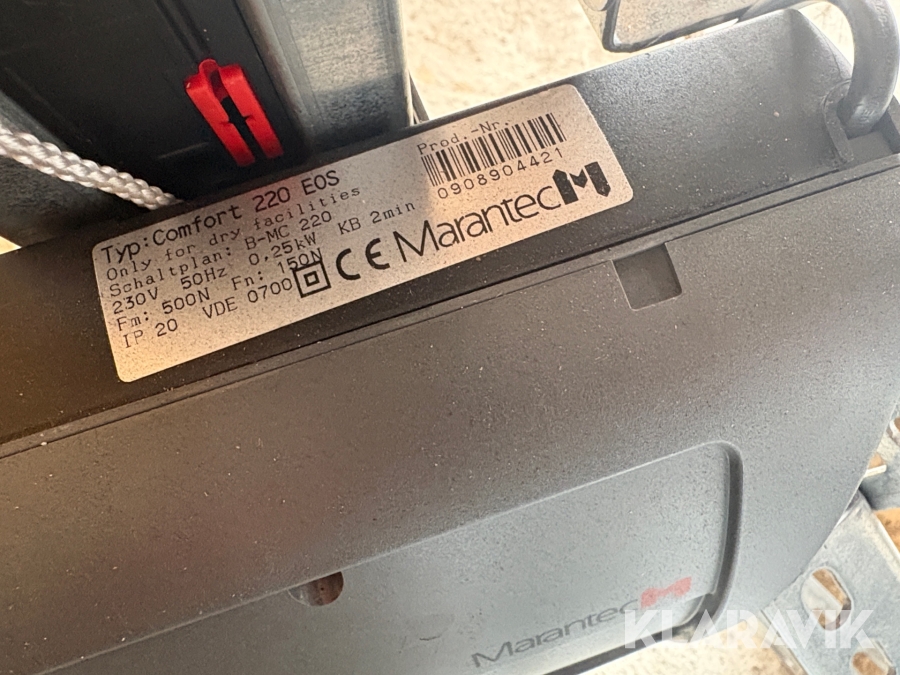 Typ:Comfort 220 EOS
Only for dry facilities
Schaltplan: B-MC 220
230V 50Hz 0,25kW KB 2min
Fm: 500N Fn: 150N
IP 20 VDE 0700
CE
Prod.-Nr.
0908904421
Marantec
Marantec
KLARAVIK